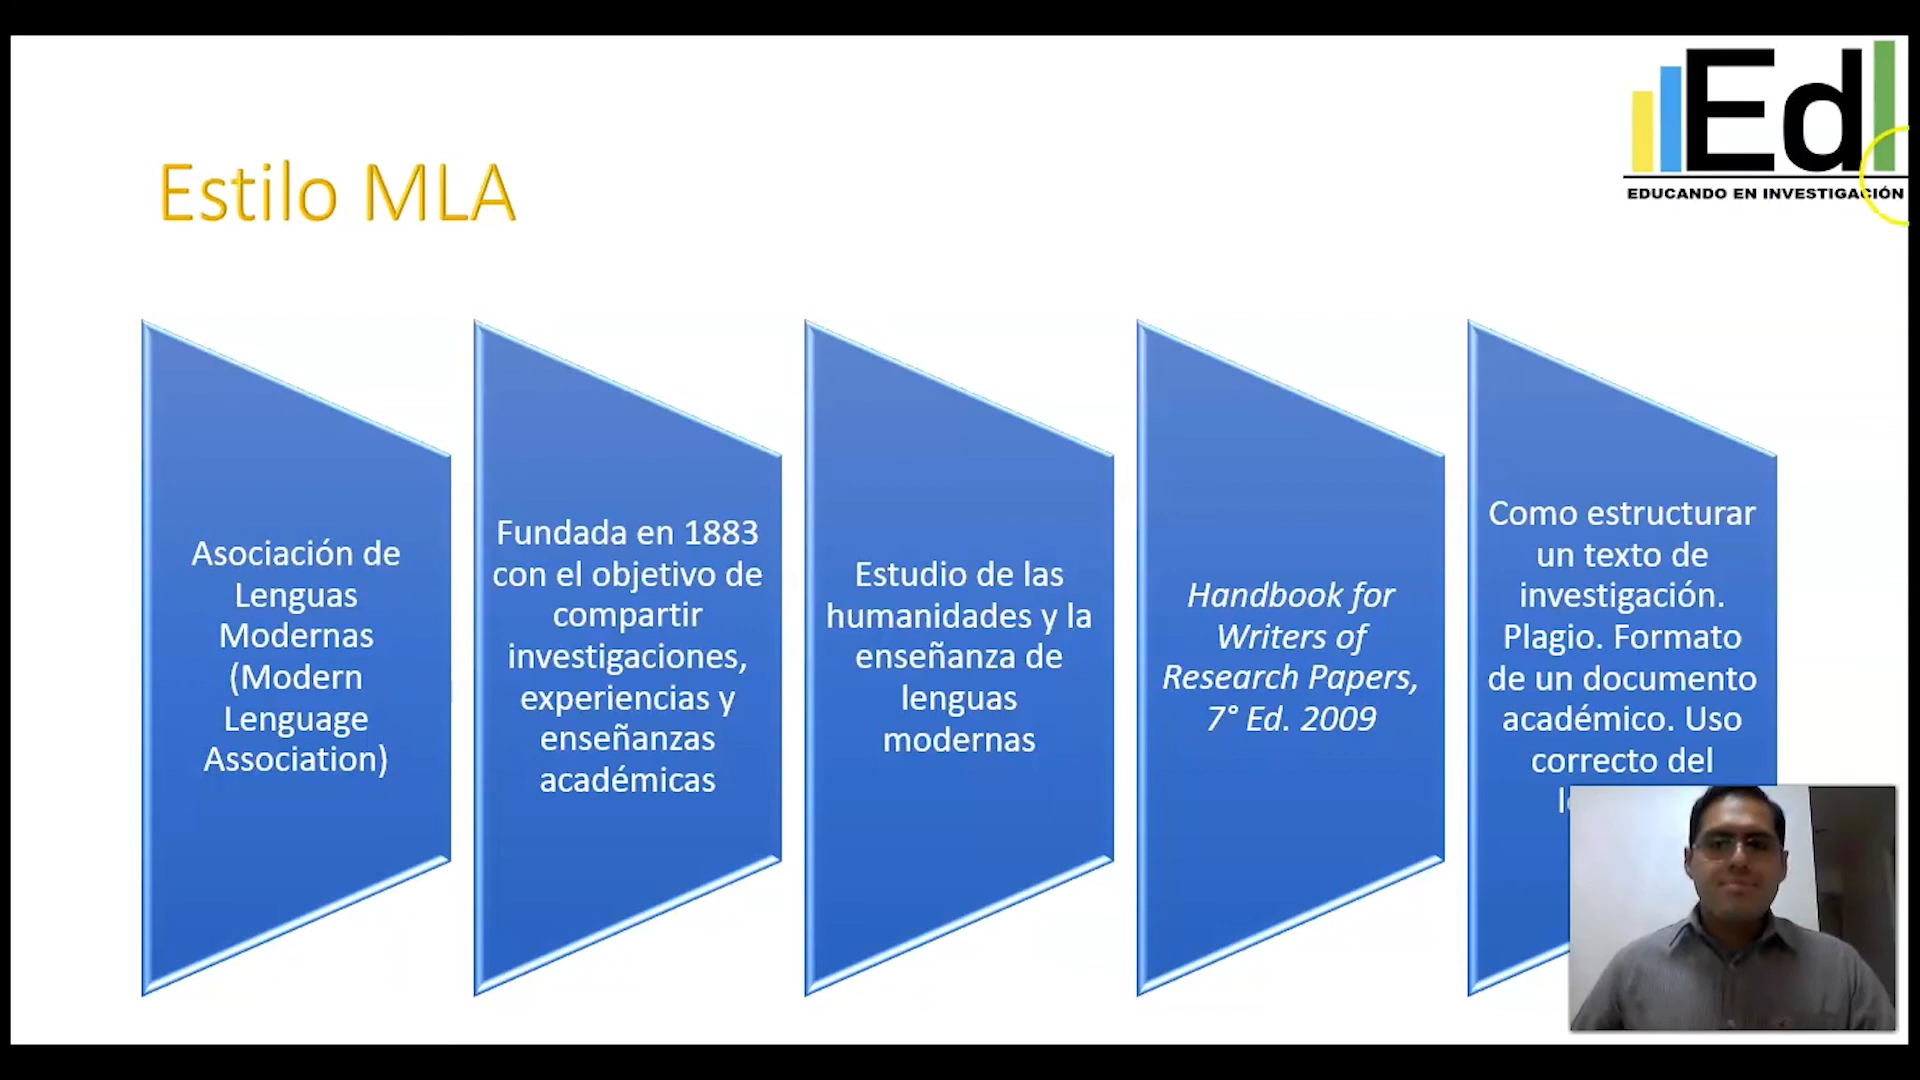 Ed
EDUCANDO EN INVESTIGACIÓN
Estilo MLA
Asociación de
Lenguas
Modernas
(Modern
Lenguage
Association)
Fundada en 1883
con el objetivo de
compartir
investigaciones,
experiencias y
enseñanzas
académicas
Estudio de las
humanidades y la
enseñanza de
lenguas
modernas
Handbook for
Writers of
Research Papers,
7° Ed. 2009
Como estructurar
un texto de
investigación.
Plagio. Formato
de un documento
académico. Uso
correcto del